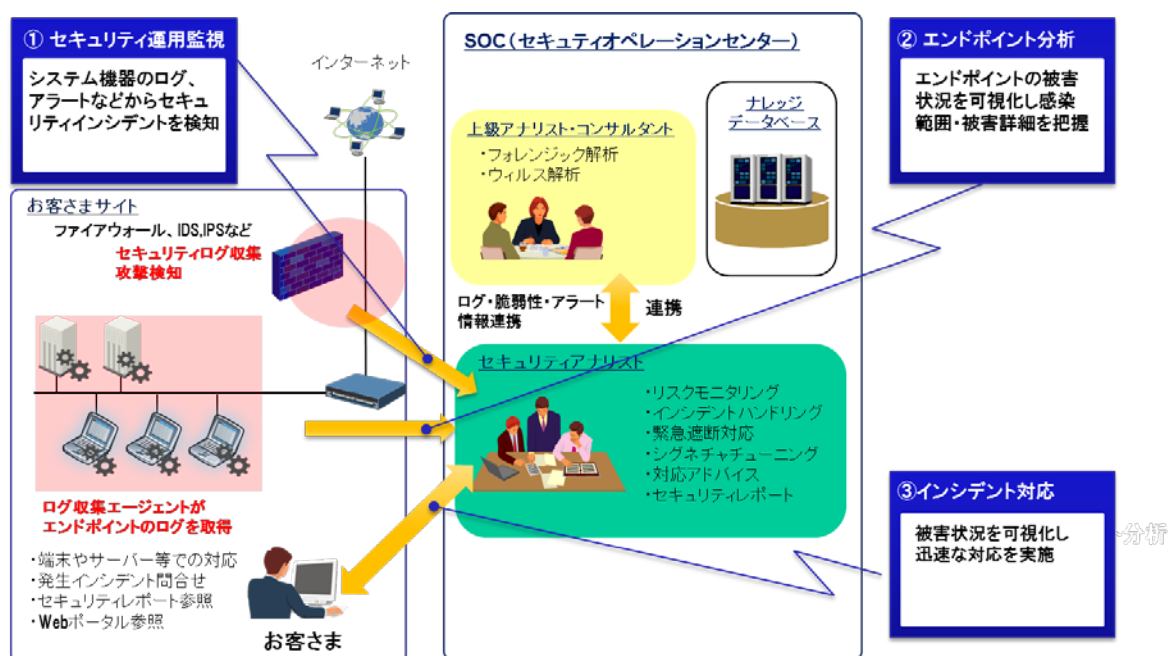 ① セキュリティ運用監視
システム機器のログ、
アラートなどからセキュ
リティインシデントを検知
インターネット
お客さまサイト
ファイアウォール、IDS,IPSなど
セキュリティログ収集
攻撃検知
ログ収集エージェントが
エンドポイントのログを取得
・端末やサーバー等での対応
・発生インシデント問合せ
・セキュリティレポート参照
・Webポータル参照
お客さま
SOC(セキュティオペレーションセンター)
上級アナリスト・コンサルダント
・フォレンジック解析
・ウィルス解析
ナレッジ
データベース
ログ・脆弱性・アラート
情報連携
連携
セキュリティアナリスト
・リスクモニタリング
・インシデントハンドリング
・緊急遮断対応
・シグネチャチューニング
・対応アドバイス
・セキュリティレポート
② エンドポイント分析
エンドポイントの被害
状況を可視化し感染
範囲・被害詳細を把握
③インシデント対応
被害状況を可視化し
迅速な対応を実施
分析